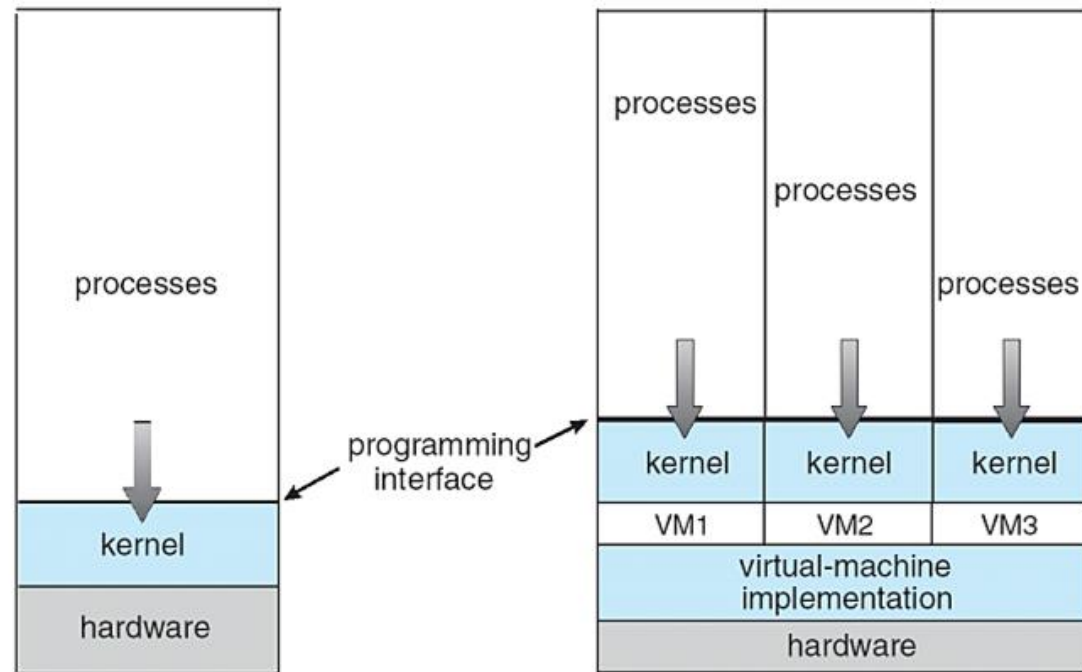 processes
kernel
hardware
programming
interface
processes
processes
processes
kernel
kernel
kernel
VM1
VM2
VM3
virtual-machine
implementation
hardware